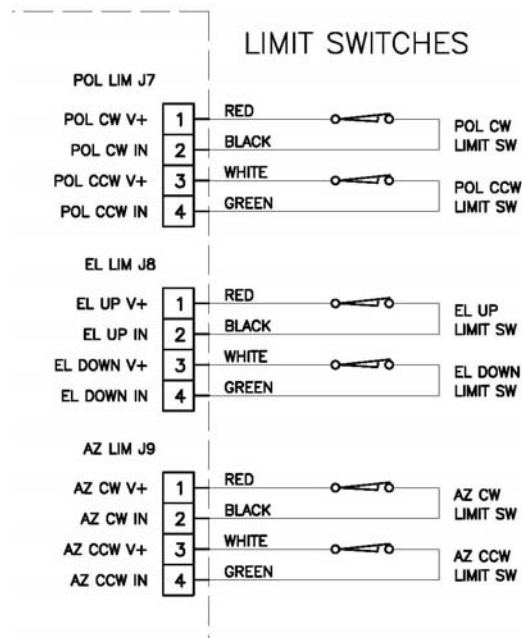 LIMIT SWITCHES
POL LIM J7
POL CW V+ 1 RED
POL CW IN 2 BLACK
POL CW
LIMIT SW
POL CCW V+ 3 WHITE
POL CCW IN 4 GREEN
POL CCW
LIMIT SW
EL LIM J8
EL UP V+ 1 RED
EL UP IN 2 BLACK
EL UP
LIMIT SW
EL DOWN V+ 3 WHITE
EL DOWN IN 4 GREEN
EL DOWN
LIMIT SW
AZ LIM J9
AZ CW V+ 1 RED
AZ CW IN 2 BLACK
AZ CW
LIMIT SW
AZ CCW V+ 3 WHITE
AZ CCW IN 4 GREEN
AZ CCW
LIMIT SW